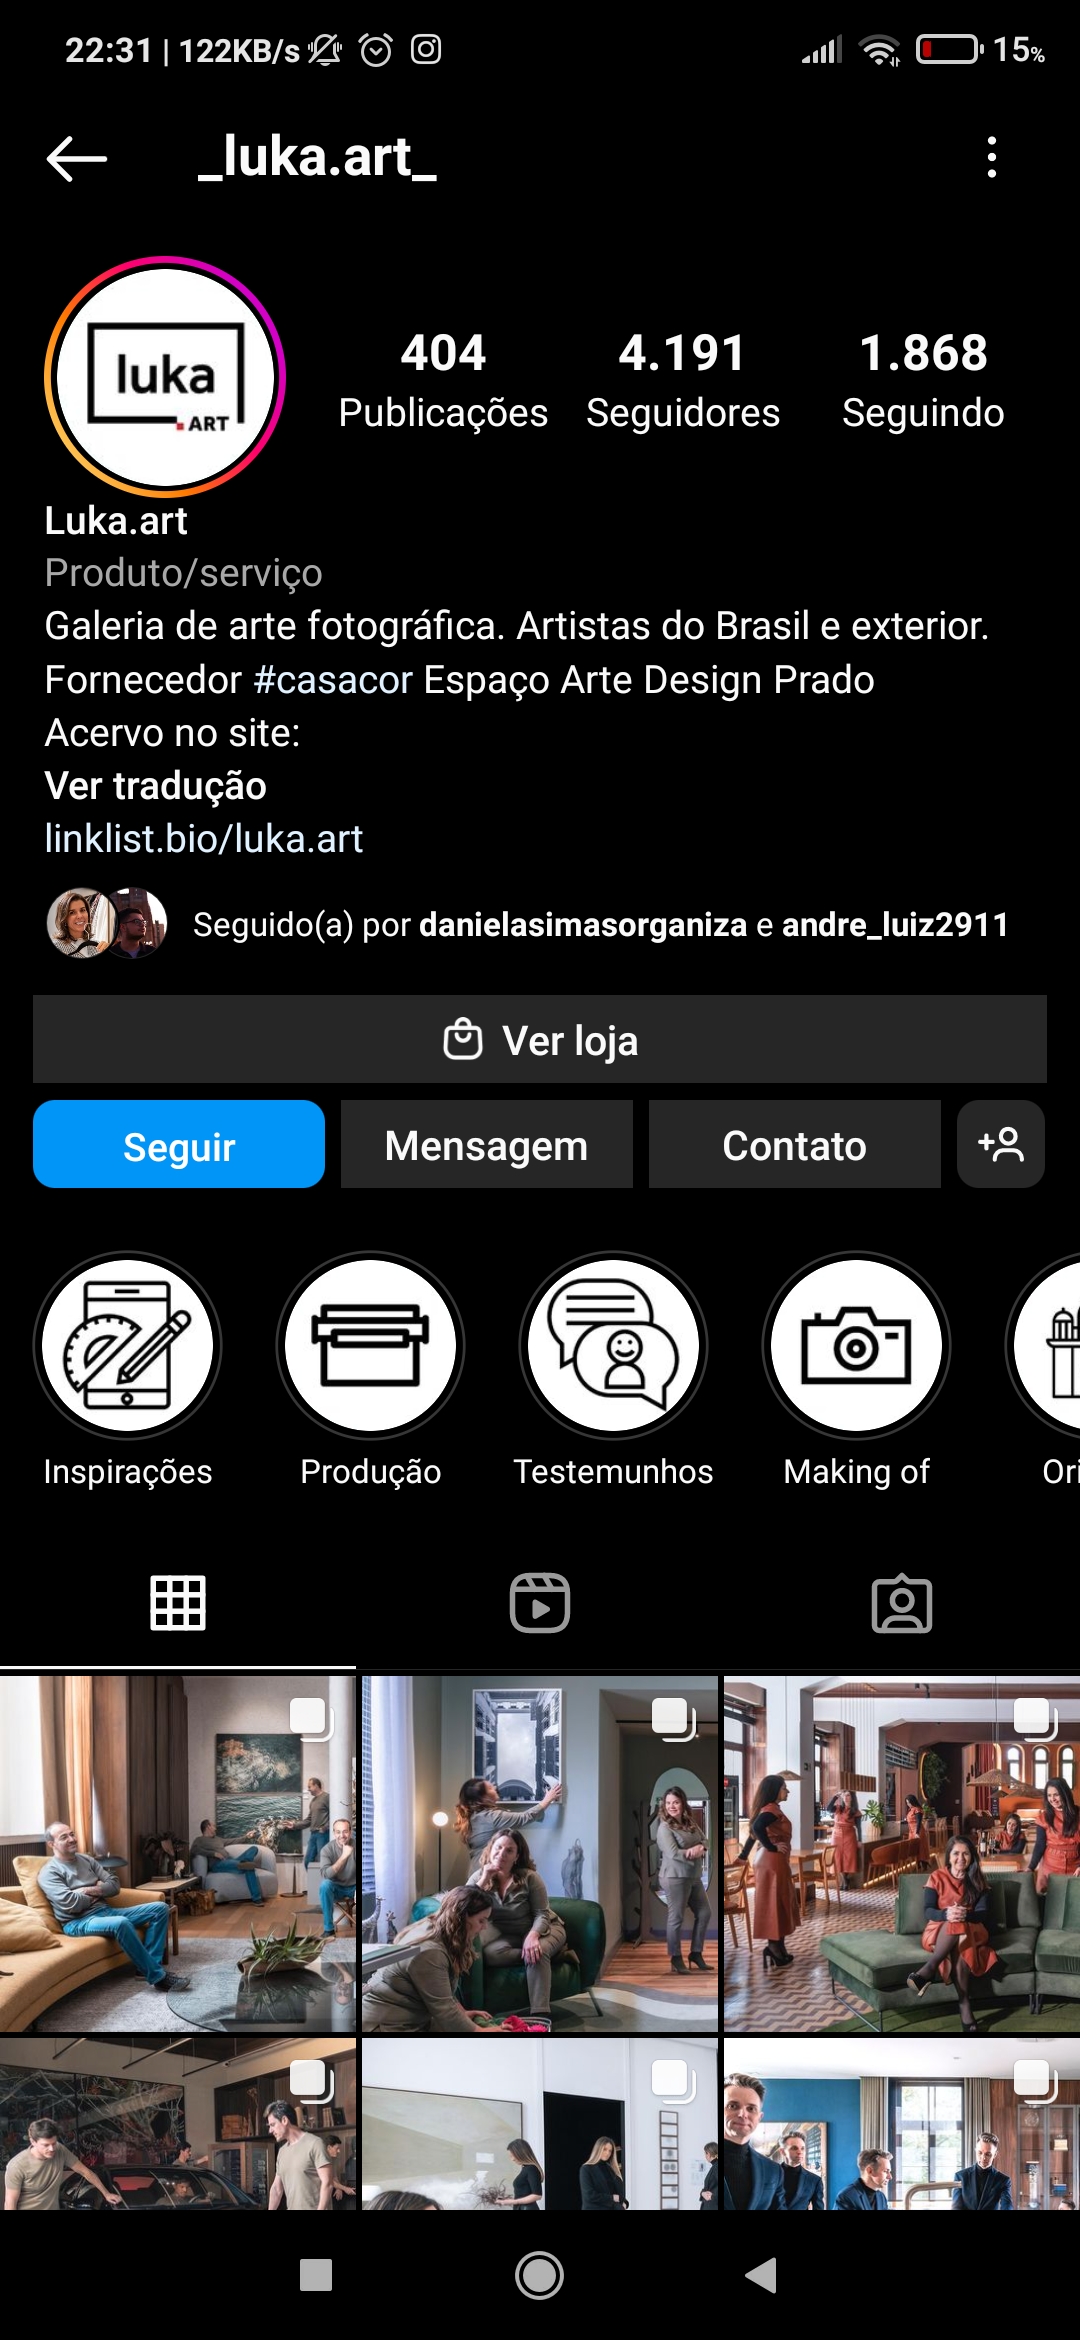 22:31 | 122KB/s 15%
_luka.art_
luka
.ART
404 4.191 1.868
Publicações Seguidores Seguindo
Luka.art
Produto/serviço
Galeria de arte fotográfica. Artistas do Brasil e exterior.
Fornecedor #casacor Espaço Arte Design Prado
Acervo no site:
Ver tradução
linklist.bio/luka.art
Seguido(a) por danielasimasorganiza e andre_luiz2911
Ver loja
Seguir Mensagem Contato
Inspirações Produção Testemunhos Making of Ori